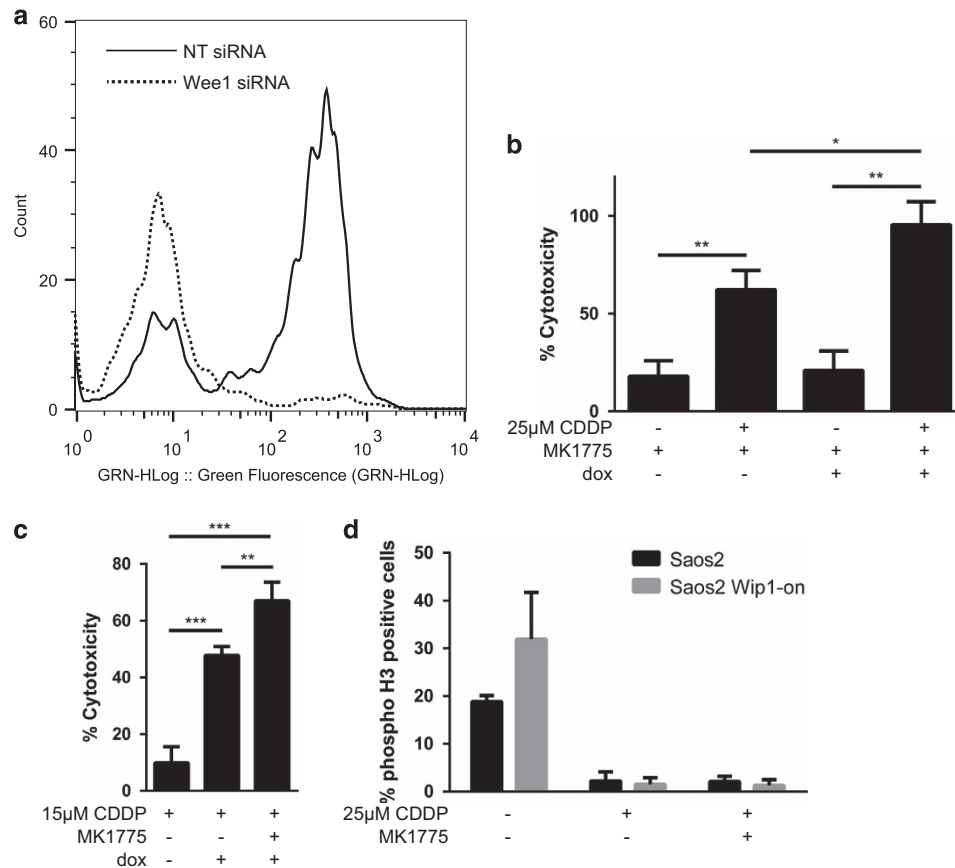 a
60
40
20
0
Count
NT siRNA
Wee1 siRNA
10^0 10^1 10^2 10^3 10^4
GRN-HLog :: Green Fluorescence (GRN-HLog)
b
% Cytotoxicity
100
50
0
*
**
**
25µM CDDP - + - +
MK1775 + + + +
dox - - + +
c
% Cytotoxicity
80
60
40
20
0
***
**
***
15µM CDDP + + +
MK1775 - - +
dox - + +
d
% phospho H3 positive cells
50
40
30
20
10
0
Saos2
Saos2 Wip1-on
25µM CDDP - + +
MK1775 - - +